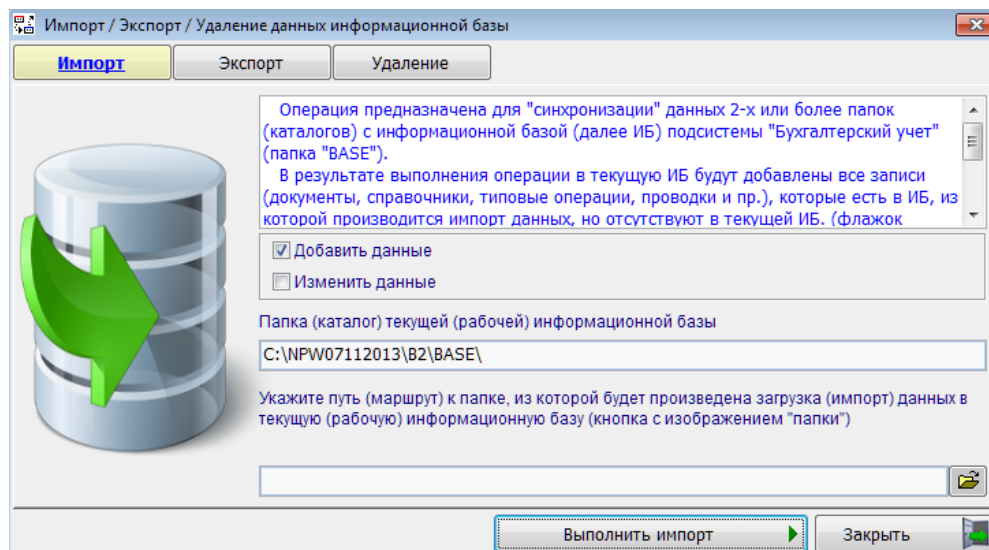 Импорт / Экспорт / Удаление данных информационной базы
Импорт
Экспорт
Удаление
Операция предназначена для "синхронизации" данных 2-х или более папок
(каталогов) с информационной базой (далее ИБ) подсистемы "Бухгалтерский учет"
(папка "BASE").
В результате выполнения операции в текущую ИБ будут добавлены все записи
(документы, справочники, типовые операции, проводки и пр.), которые есть в ИБ, из
которой производится импорт данных, но отсутствуют в текущей ИБ. (флажок
Добавить данные
Изменить данные
Папка (каталог) текущей (рабочей) информационной базы
C:\NPW07112013\B2\BASE\
Укажите путь (маршрут) к папке, из которой будет произведена загрузка (импорт) данных в
текущую (рабочую) информационную базу (кнопка с изображением "папки")
Выполнить импорт
Закрыть